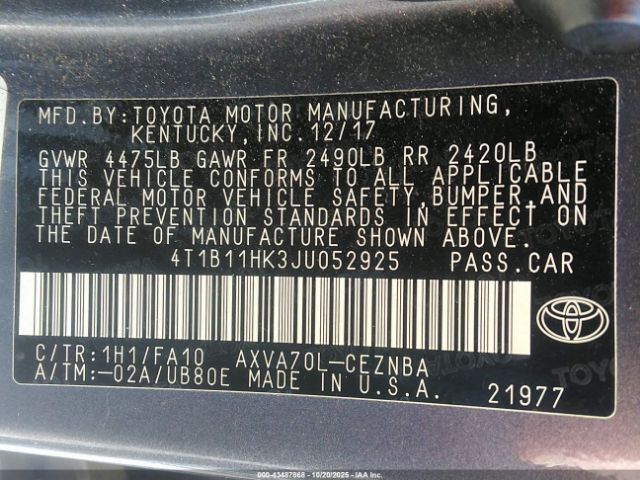 MFD.BY:TOYOTA MOTOR MANUFACTURING,
KENTUCKY,INC.12/17
GVWR 4475LB GAWR FR 2490LB RR 2420LB
THIS VEHICLE CONFORMS TO ALL APPLICABLE
FEDERAL MOTOR VEHICLE SAFETY,BUMPER,AND
THEFT PREVENTION STANDARDS IN EFFECT ON
THE DATE OF MANUFACTURE SHOWN ABOVE.
4T1B11HK3JU052925 PASS.CAR
C/TR:1H1/FA10 AXVA70L-CEZNBA
A/TM:-02A/UB80E MADE IN U.S.A.
21977
TOYOTA
000-43487868 - 10/20/2025 - IAAI.COM